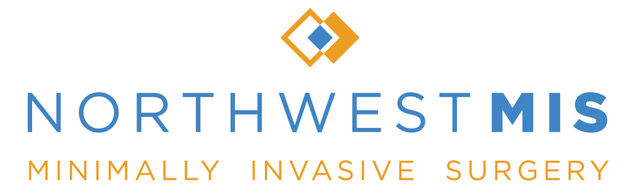 NORTHWEST MIS
MINIMALLY INVASIVE SURGERY